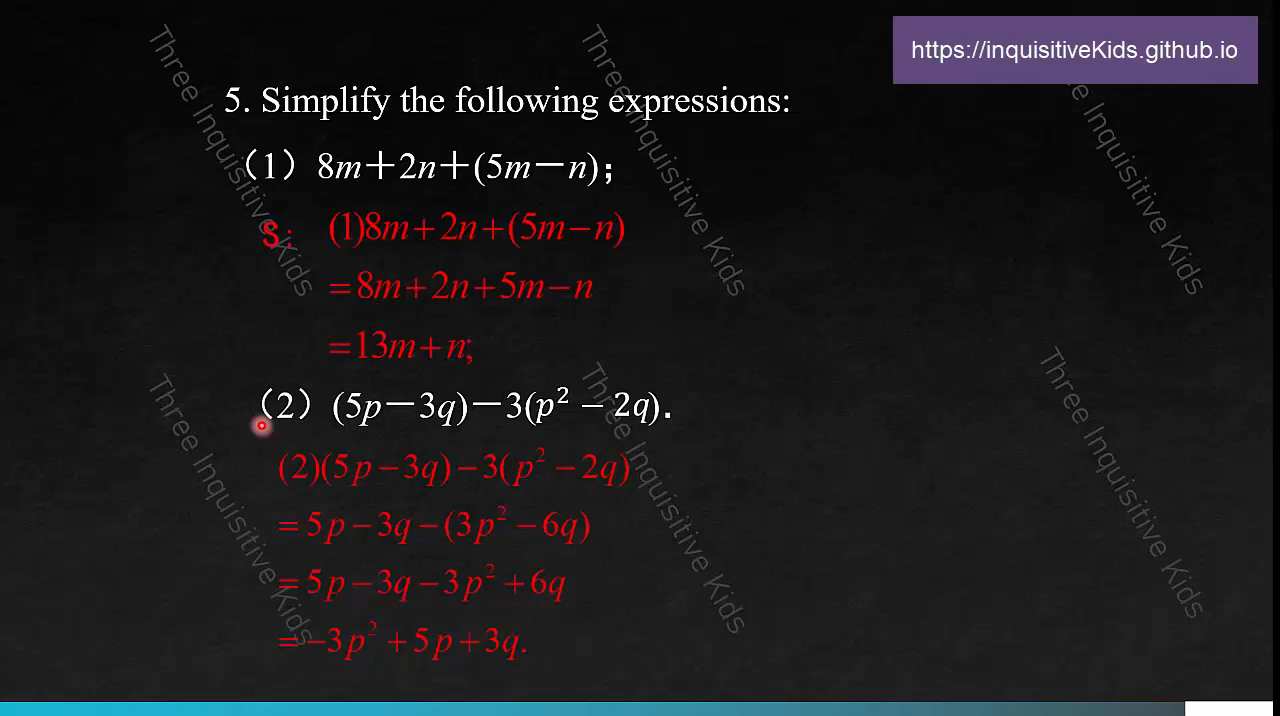 https://inquisitiveKids.github.io
5. Simplify the following expressions:
（1）8m＋2n＋(5m－n)；
S: (1)8m+2n+(5m−n)
=8m+2n+5m−n
=13m+n;
（2）(5p－3q)－3(p² − 2q).
(2)(5p−3q)−3(p²−2q)
=5p−3q−(3p²−6q)
=5p−3q−3p²+6q
=−3p²+5p+3q.
Three Inquisitive Kids
Three Inquisitive Kids
Three Inquisitive Kids
Three Inquisitive Kids
Three Inquisitive Kids
Three Inquisitive Kids